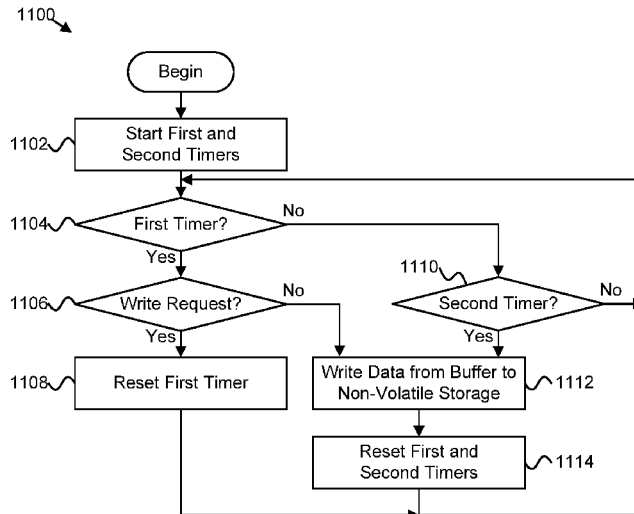 1100
Begin
1102
Start First and
Second Timers
1104
First Timer?
No
Yes
1110
1106
Write Request?
No
Second Timer?
No
Yes
Yes
1108
Reset First Timer
Write Data from Buffer to
Non-Volatile Storage
1112
Reset First and
Second Timers
1114